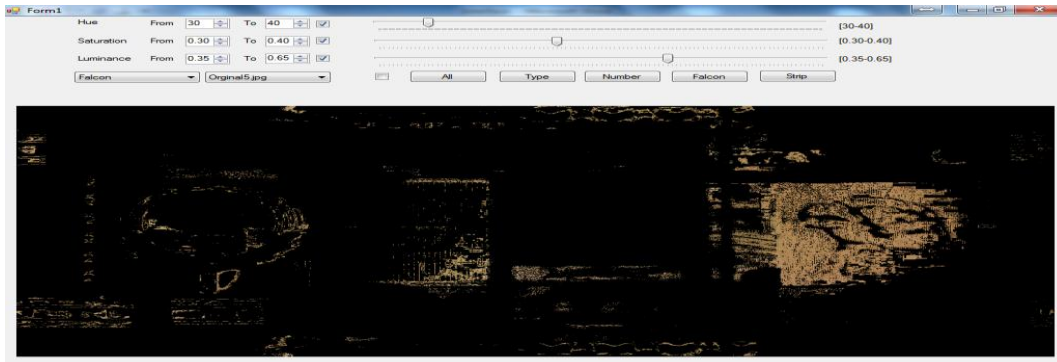 Form1
Hue From 30 To 40 [30-40]
Saturation From 0.30 To 0.40 [0.30-0.40]
Luminance From 0.35 To 0.65 [0.35-0.65]
Falcon Orginal5.jpg All Type Number Falcon Strip